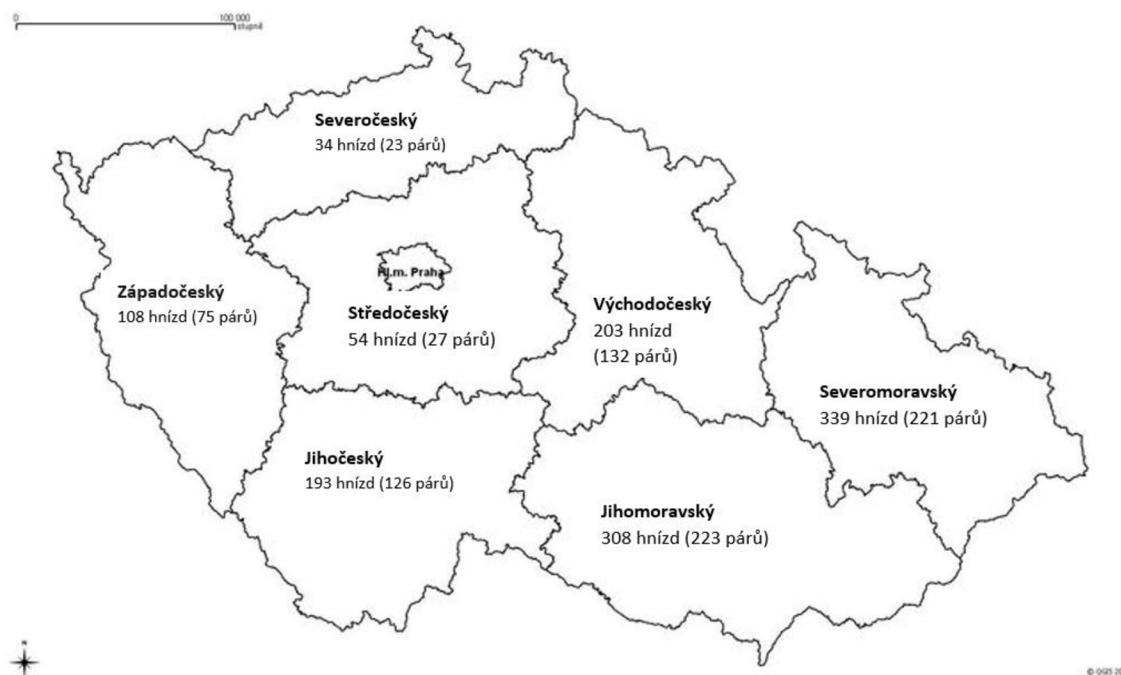 0 100 000
stupně
Severočeský
34 hnízd (23 párů)
Hl.m. Praha
Západočeský
108 hnízd (75 párů)
Středočeský
54 hnízd (27 párů)
Východočeský
203 hnízd
(132 párů)
Severomoravský
339 hnízd (221 párů)
Jihočeský
193 hnízd (126 párů)
Jihomoravský
308 hnízd (223 párů)
N